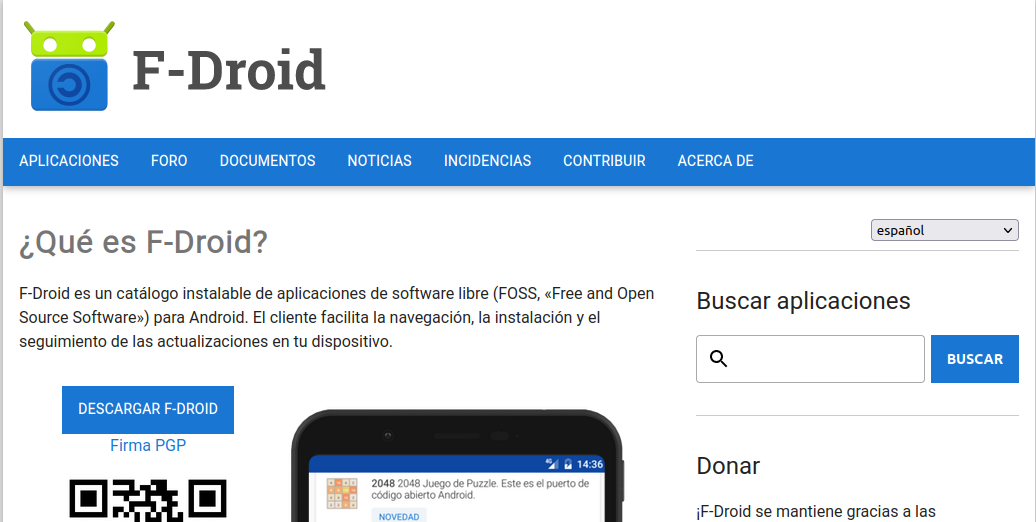 F-Droid
APLICACIONES FORO DOCUMENTOS NOTICIAS INCIDENCIAS CONTRIBUIR ACERCA DE
¿Qué es F-Droid?
F-Droid es un catálogo instalable de aplicaciones de software libre (FOSS, «Free and Open
Source Software») para Android. El cliente facilita la navegación, la instalación y el
seguimiento de las actualizaciones en tu dispositivo.
DESCARGAR F-DROID
Firma PGP
4G 14:36
2048 2048 Juego de Puzzle. Este es el puerto de
código abierto Android.
NOVEDAD
español
Buscar aplicaciones
BUSCAR
Donar
¡F-Droid se mantiene gracias a las